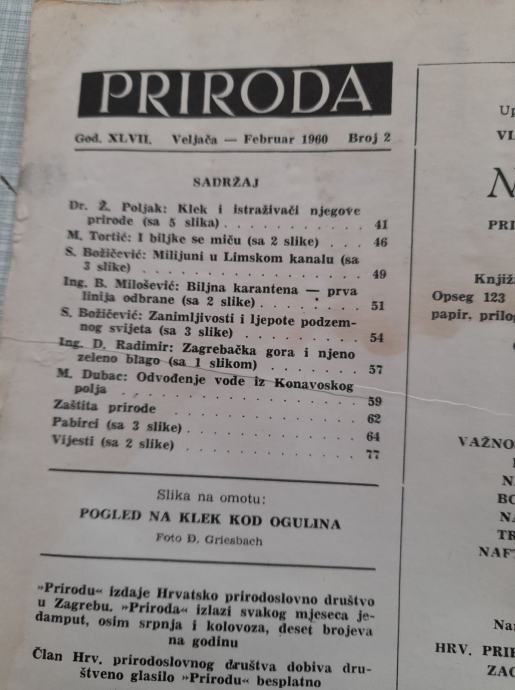 PRIRODA
God. XLVII. Veljača — Februar 1960 Broj 2
SADRŽAJ
Dr. Ž. Poljak: Klek i istraživači njegove
prirode (sa 5 slika) . . . . . . . . 41
M. Tortić: I biljke se miču (sa 2 slike) . . . 46
S. Božičević: Milijuni u Limskom kanalu (sa
3 slike) . . . . . . . . . . . . 49
Ing. B. Milošević: Biljna karantena — prva
linija odbrane (sa 2 slike) . . . . . . 51
S. Božičević: Zanimljivosti i ljepote podzem-
nog svijeta (sa 3 slike) . . . . . . . 54
Ing. D. Radimir: Zagrebačka gora i njeno
zeleno blago (sa 1 slikom) . . . . . . 57
M. Dubac: Odvođenje vode iz Konavoskog
polja . . . . . . . . . . . . . 59
Zaštita prirode . . . . . . . . . . . 62
Pabirci (sa 3 slike) . . . . . . . . . . 64
Vijesti (sa 2 slike) . . . . . . . . . . 77
Slika na omotu:
POGLED NA KLEK KOD OGULINA
Foto Đ. Griesbach
»Prirodu« izdaje Hrvatsko prirodoslovno društvo
u Zagrebu. »Priroda« izlazi svakog mjeseca je-
damput, osim srpnja i kolovoza, deset brojeva
na godinu
Član Hrv. prirodoslovnog društva dobiva dru-
štveno glasilo »Prirodu« besplatno
Up
VI
N
PRI
Knjiž
Opseg 123
papir, prilog
VAŽNO
N
BO
NA
TR
NAFT
Na
HRV. PRI
ZAG